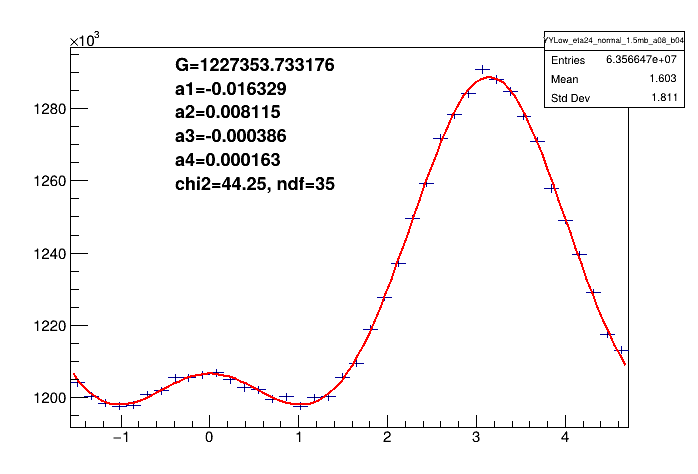 ×10³
G=1227353.733176
a1=-0.016329
a2=0.008115
a3=-0.000386
a4=0.000163
chi2=44.25, ndf=35
YLow_eta24_normal_1.5mb_a08_b04
Entries 6.356647e+07
Mean 1.603
Std Dev 1.811
1280
1260
1240
1220
1200
−1 0 1 2 3 4